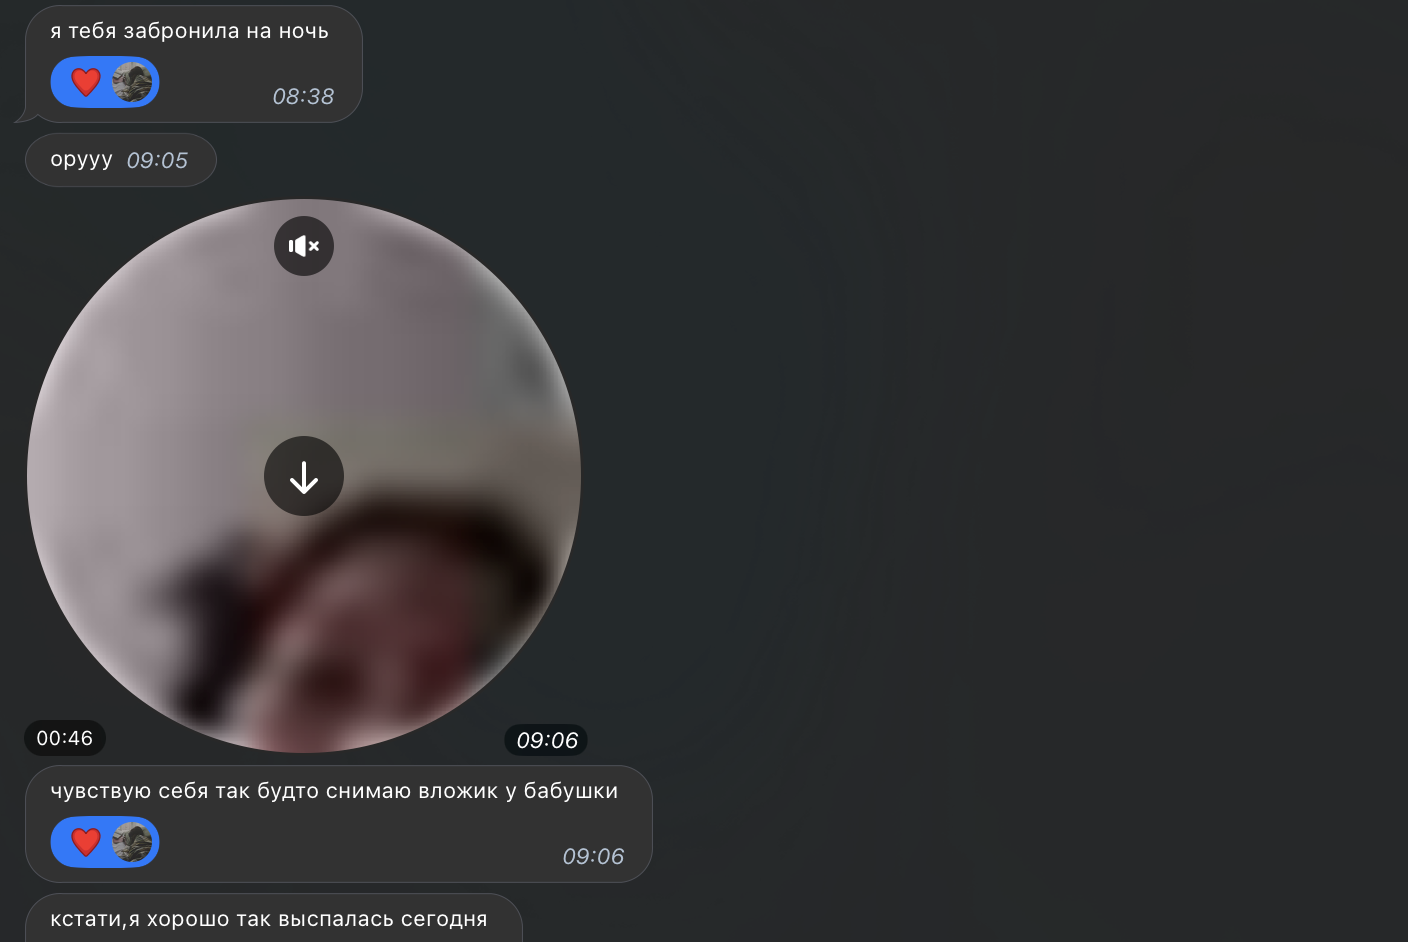 я тебя забронила на ночь
08:38
орууу 09:05
00:46
09:06
чувствую себя так будто снимаю вложик у бабушки
09:06
кстати,я хорошо так выспалась сегодня